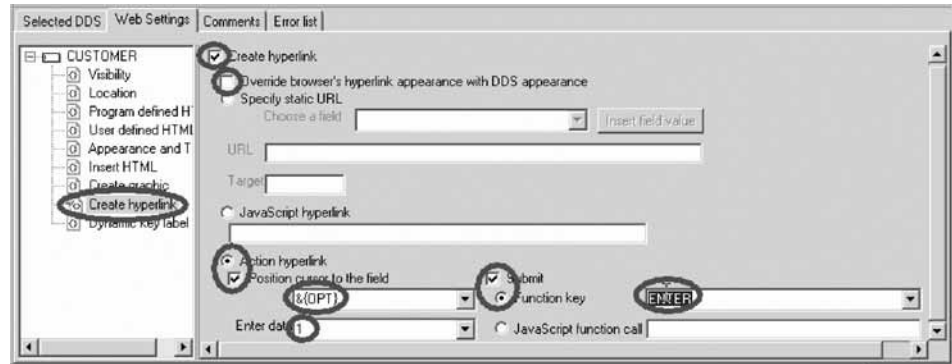 Selected DDS Web Settings Comments Error list
CUSTOMER
Visibility
Location
Program defined H
User defined HTML
Appearance and T
Insert HTML
Create graphic
Create hyperlink
Dynamic key label
Create hyperlink
Override browser's hyperlink appearance with DDS appearance
Specify static URL
Choose a field
Insert field value
URL
Target
JavaScript hyperlink
Action hyperlink
Position cursor to the field
Submit
&{OPT}
Function key
ENTER
Enter data
1
JavaScript function call